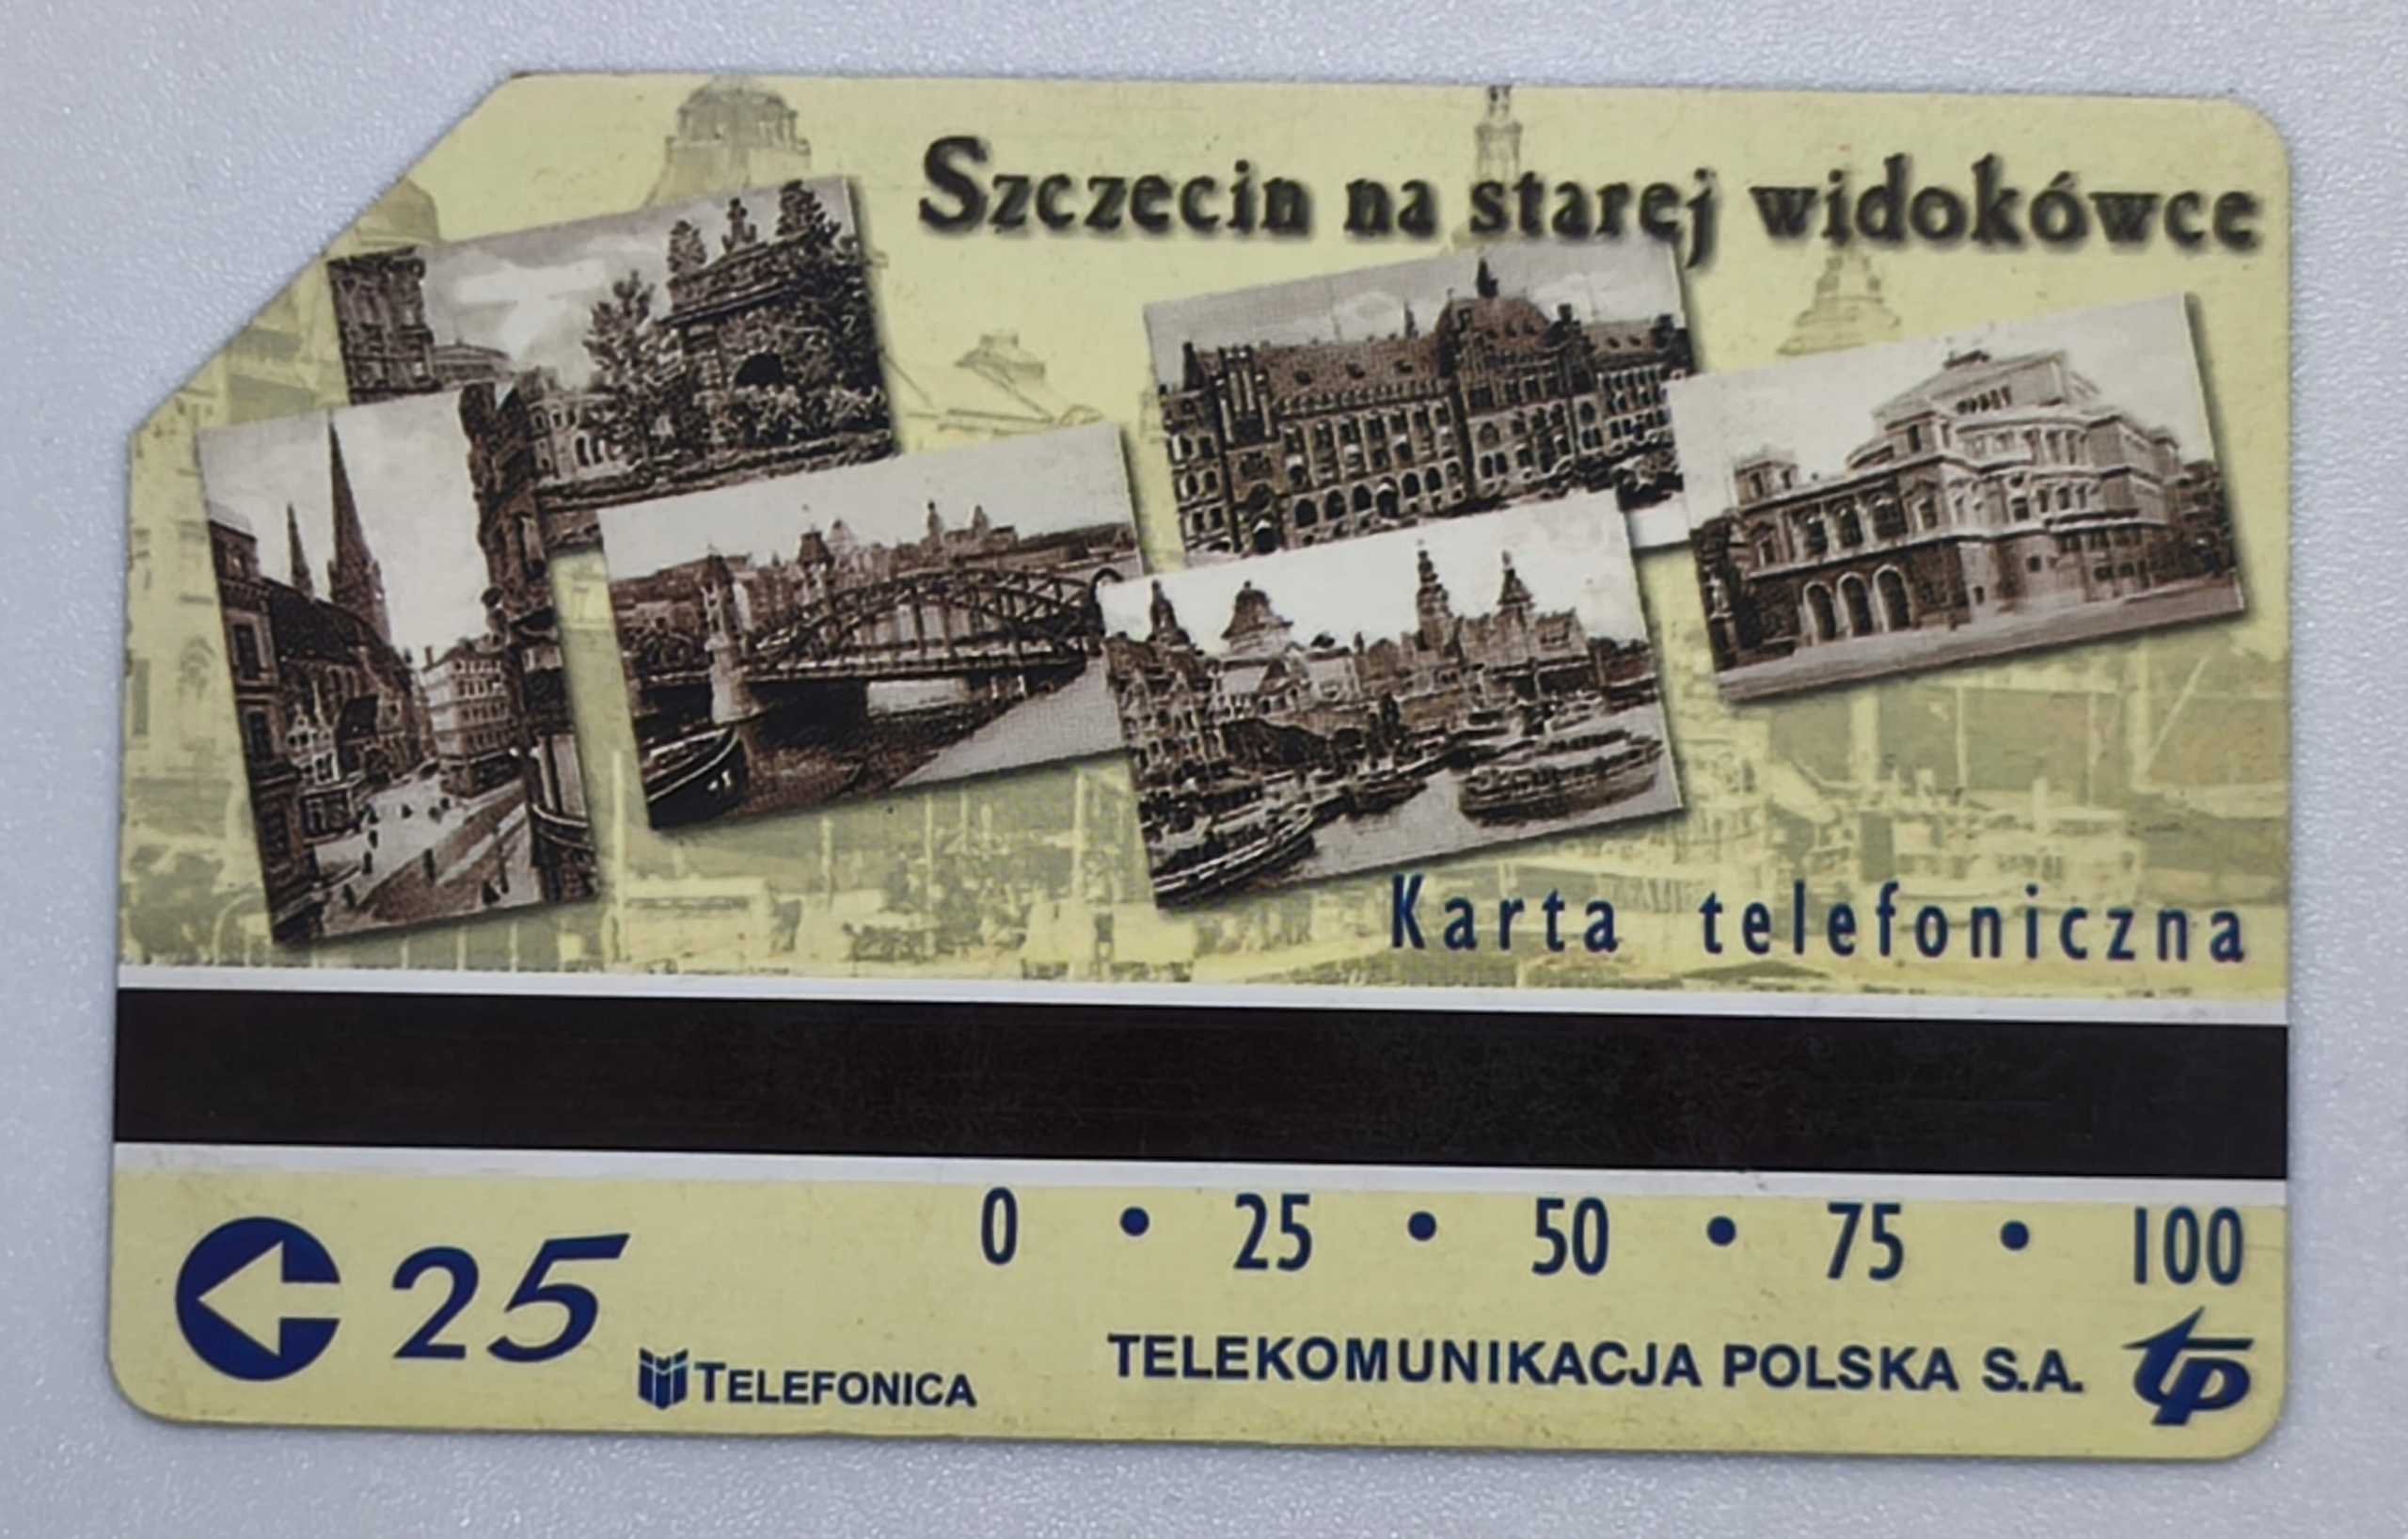 Szczecin na starej widokówce
Karta telefoniczna
0 • 25 • 50 • 75 • 100
25
TELEFONICA
TELEKOMUNIKACJA POLSKA S.A. tp